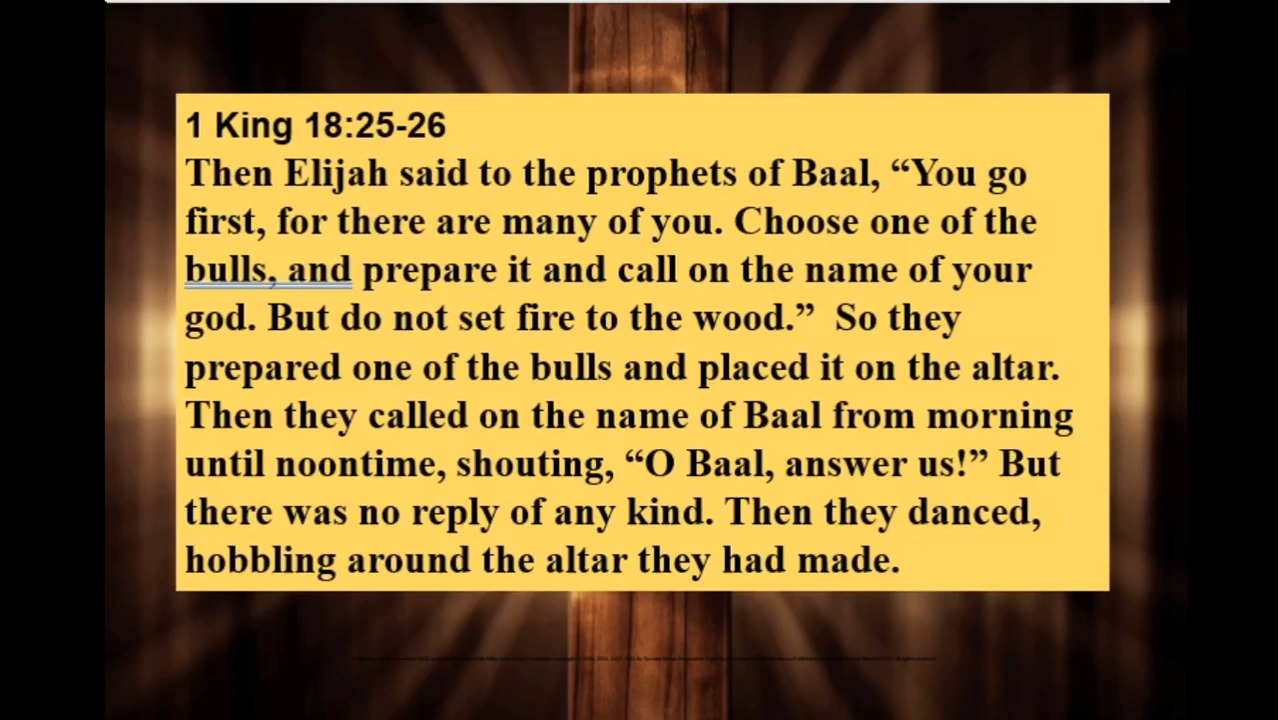 1 King 18:25-26
Then Elijah said to the prophets of Baal, “You go
first, for there are many of you. Choose one of the
bulls, and prepare it and call on the name of your
god. But do not set fire to the wood.”  So they
prepared one of the bulls and placed it on the altar.
Then they called on the name of Baal from morning
until noontime, shouting, “O Baal, answer us!” But
there was no reply of any kind. Then they danced,
hobbling around the altar they had made.